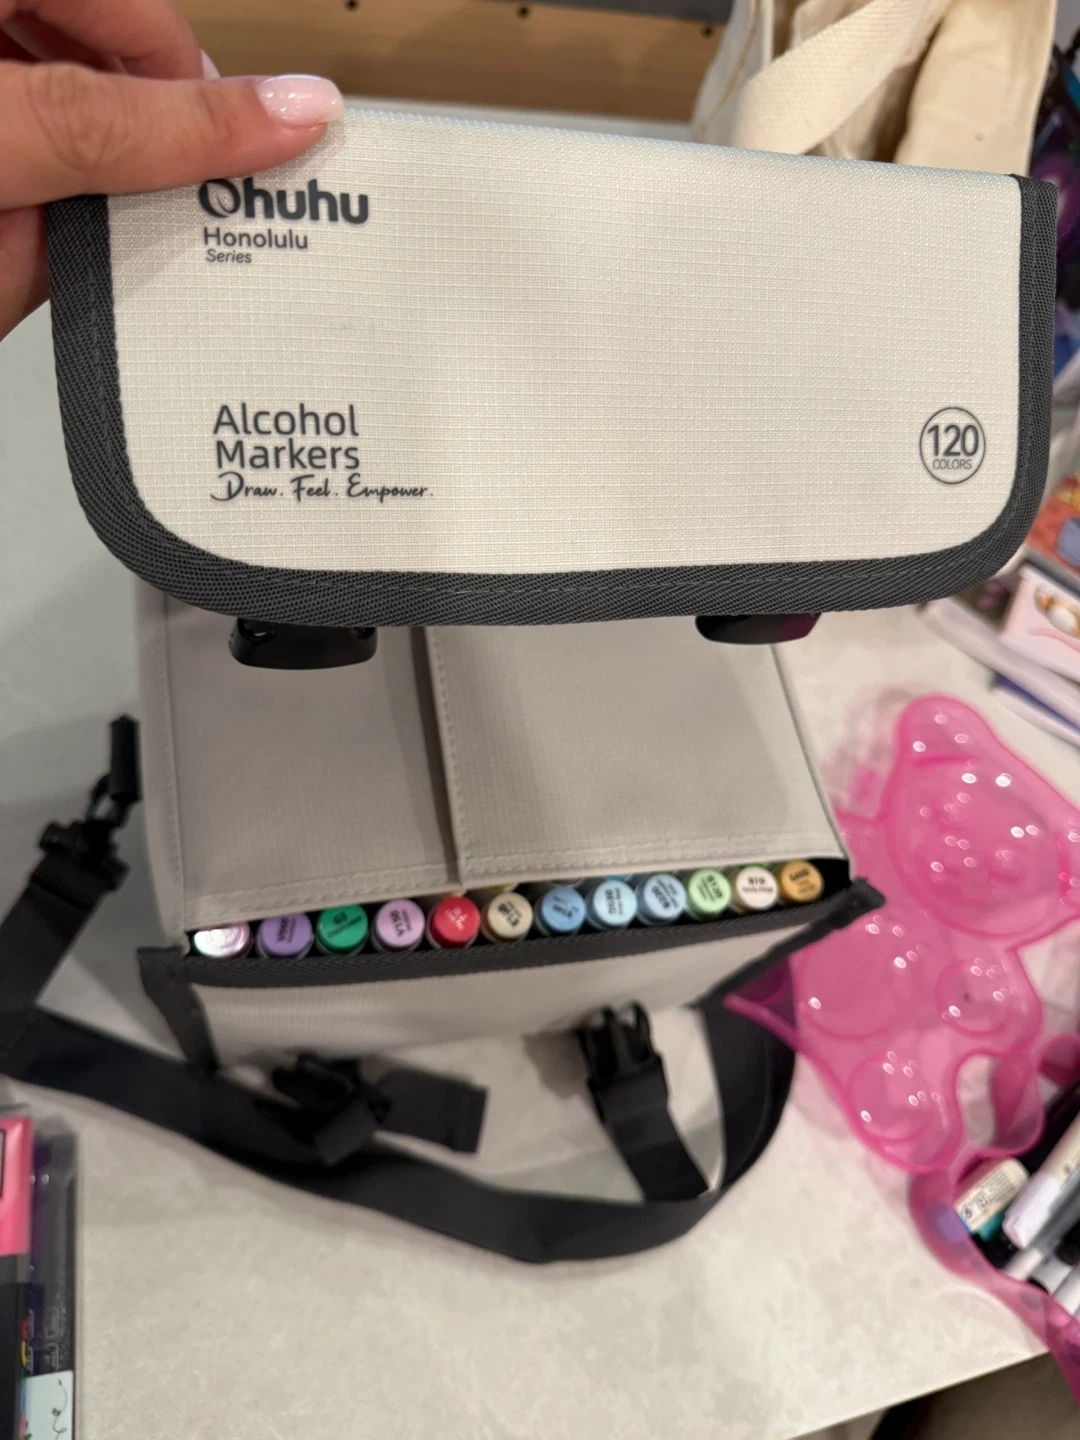 Ohuhu
Honolulu
Series
Alcohol
Markers
Draw. Feel. Empower.
120
COLORS